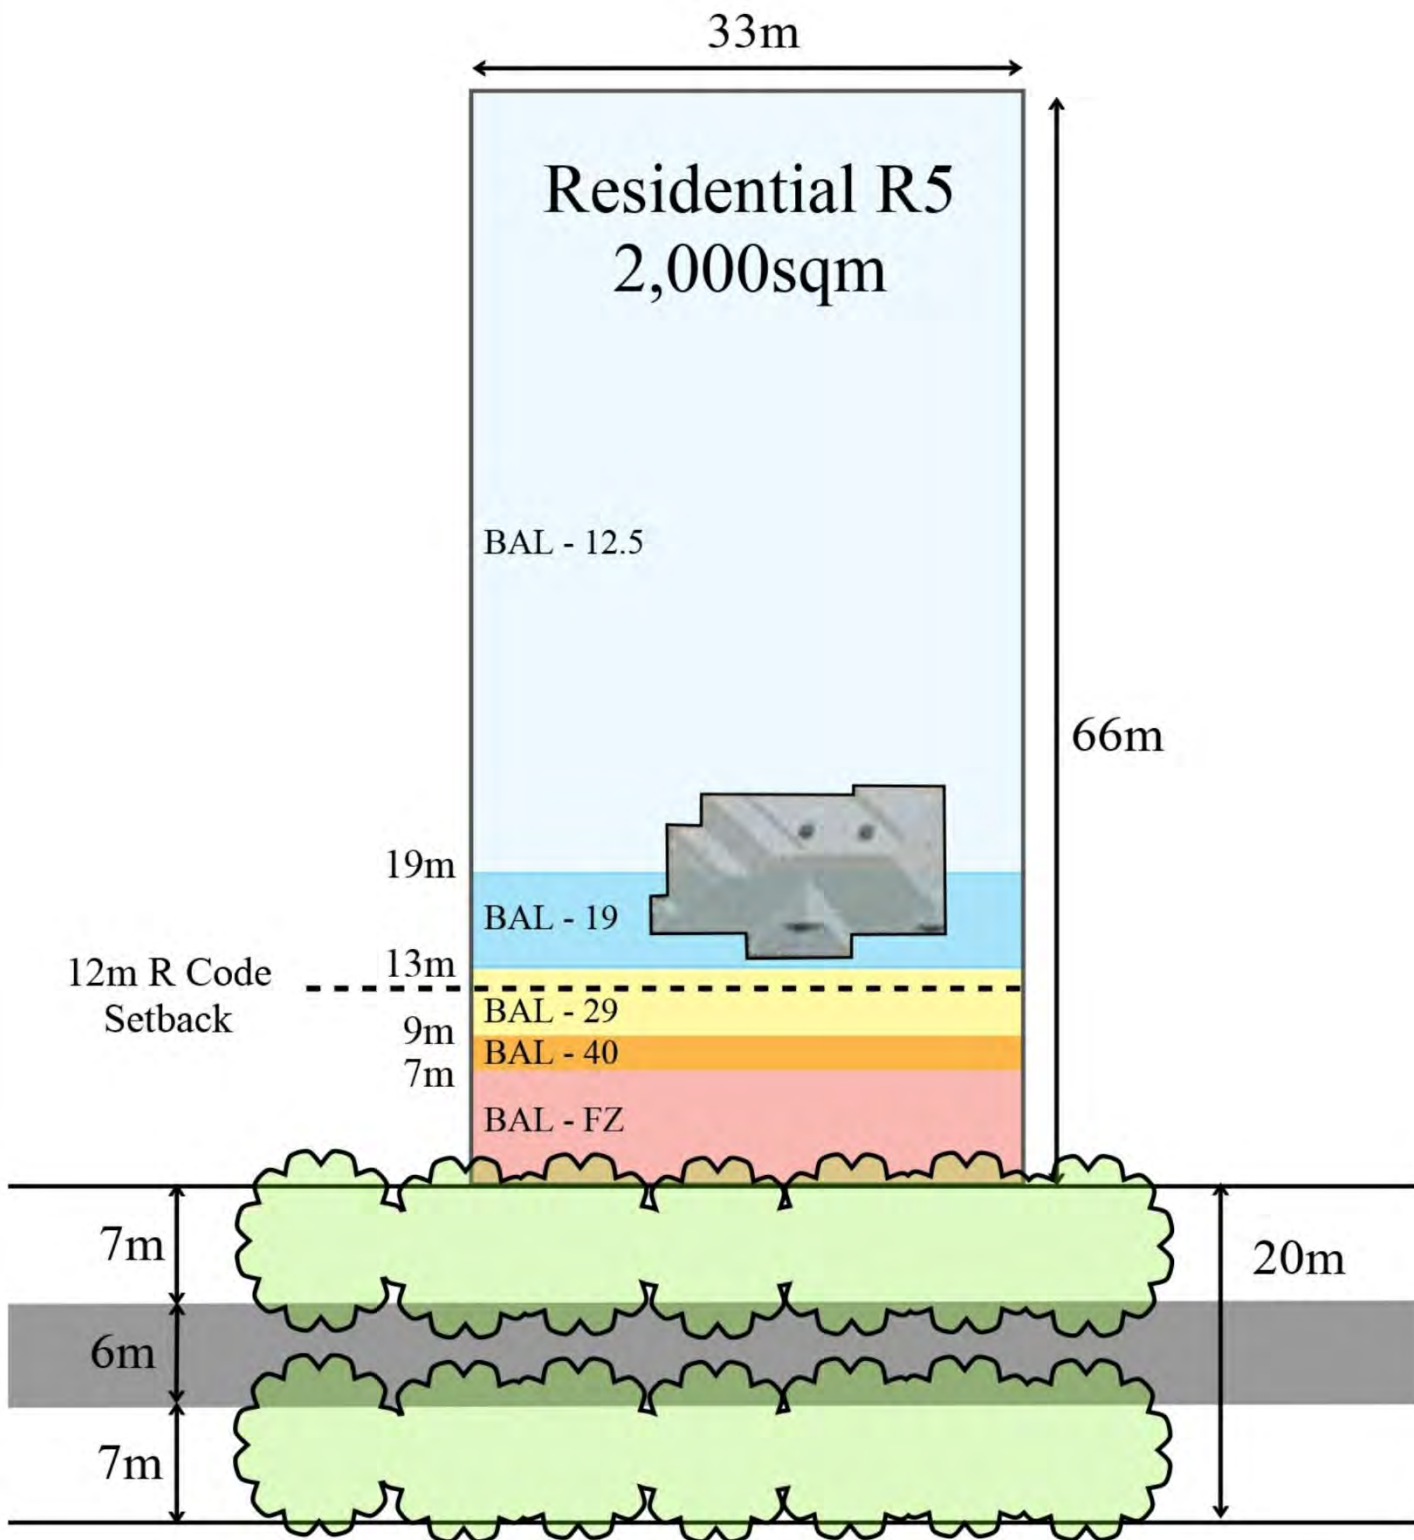 33m
Residential R5
2,000sqm
BAL - 12.5
66m
19m
BAL - 19
13m
12m R Code
Setback
BAL - 29
9m
BAL - 40
7m
BAL - FZ
7m
20m
6m
7m